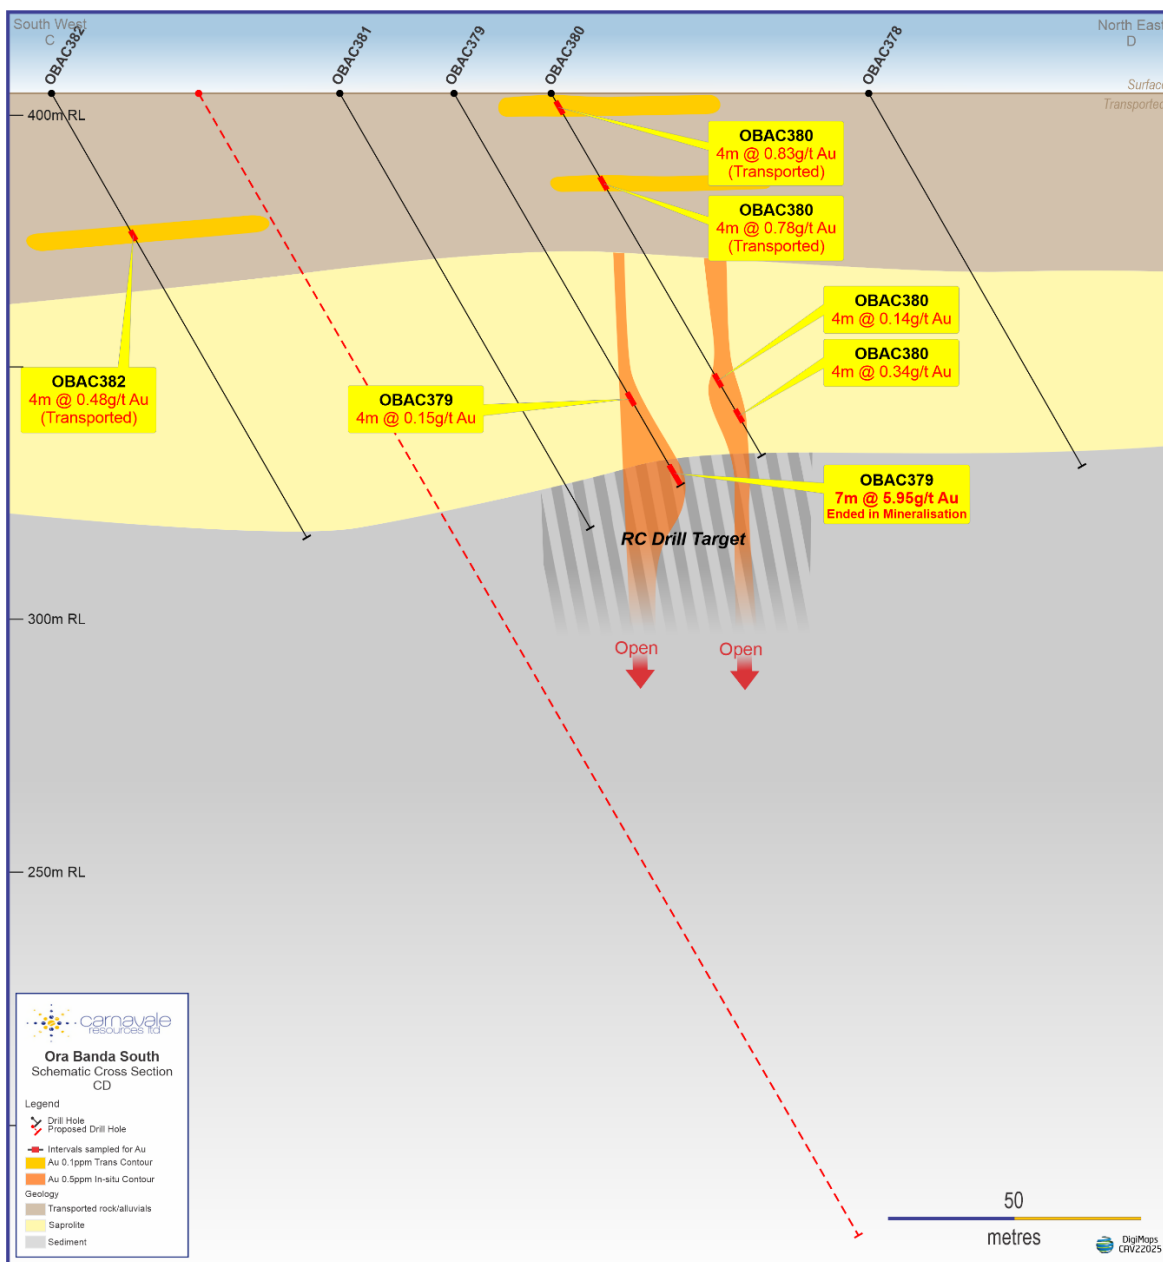 South West
C
North East
D
OBAC382
OBAC381
OBAC379
OBAC380
OBAC378
Surface
Transported
400m RL
OBAC380
4m @ 0.83g/t Au
(Transported)
OBAC380
4m @ 0.78g/t Au
(Transported)
OBAC380
4m @ 0.14g/t Au
OBAC380
4m @ 0.34g/t Au
OBAC382
4m @ 0.48g/t Au
(Transported)
OBAC379
4m @ 0.15g/t Au
OBAC379
7m @ 5.95g/t Au
Ended in Mineralisation
RC Drill Target
300m RL
Open
Open
250m RL
carnavale
resources ltd
Ora Banda South
Schematic Cross Section
CD
Legend
Drill Hole
Proposed Drill Hole
Intervals sampled for Au
Au 0.1ppm Trans Contour
Au 0.5ppm In-situ Contour
Geology
Transported rock/alluvials
Saprolite
Sediment
50
metres
DigiMaps
CAV22025